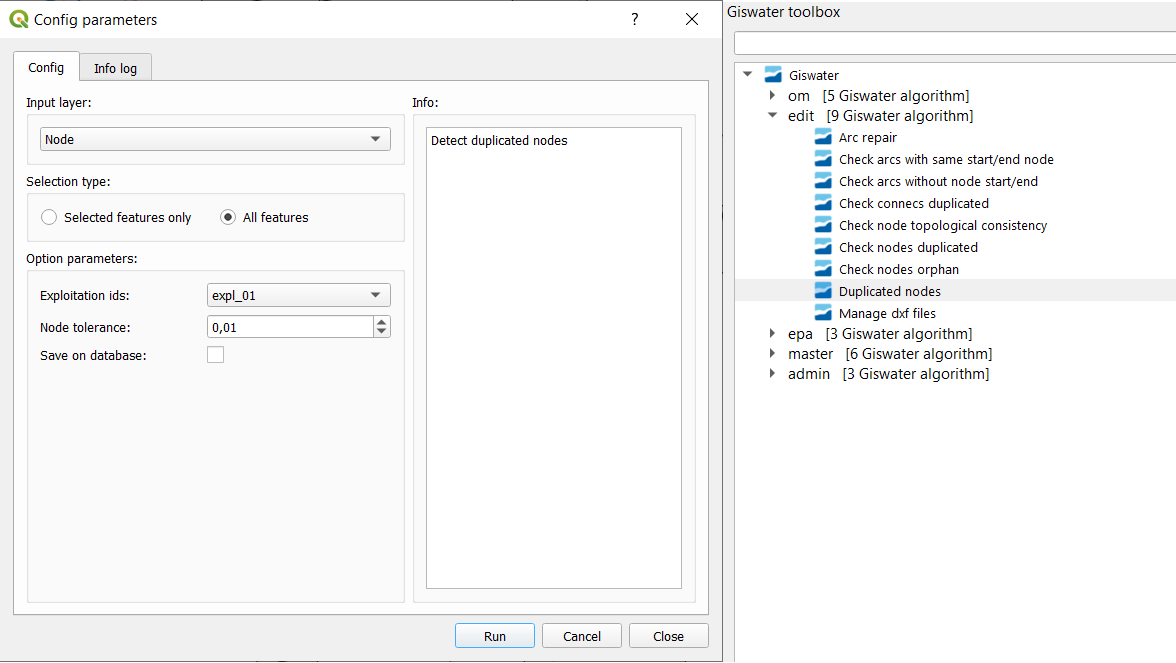 Config parameters
?
Config
Info log
Input layer:
Node
Selection type:
Selected features only
All features
Option parameters:
Exploitation ids:
expl_01
Node tolerance:
0,01
Save on database:
Info:
Detect duplicated nodes
Run
Cancel
Close
Giswater toolbox
Giswater
om [5 Giswater algorithm]
edit [9 Giswater algorithm]
Arc repair
Check arcs with same start/end node
Check arcs without node start/end
Check connecs duplicated
Check node topological consistency
Check nodes duplicated
Check nodes orphan
Duplicated nodes
Manage dxf files
epa [3 Giswater algorithm]
master [6 Giswater algorithm]
admin [3 Giswater algorithm]